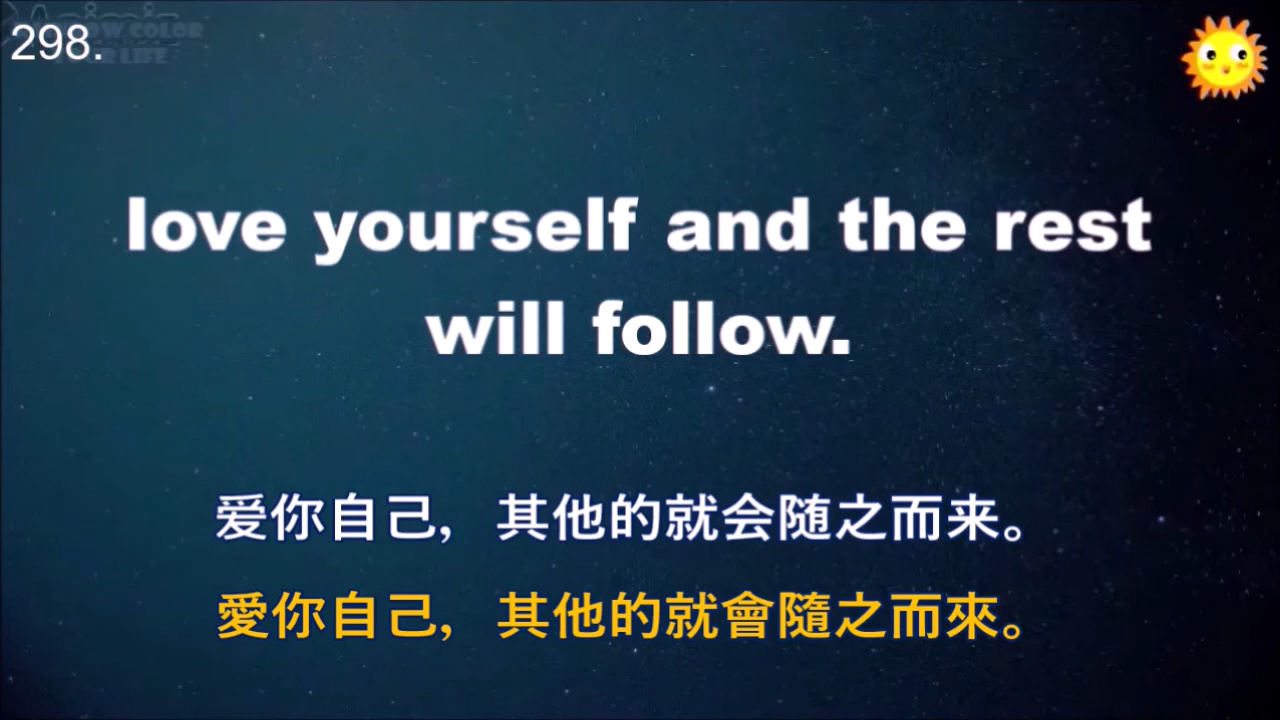 298.
love yourself and the rest
will follow.
爱你自己，其他的就会随之而来。
愛你自己，其他的就會隨之而來。